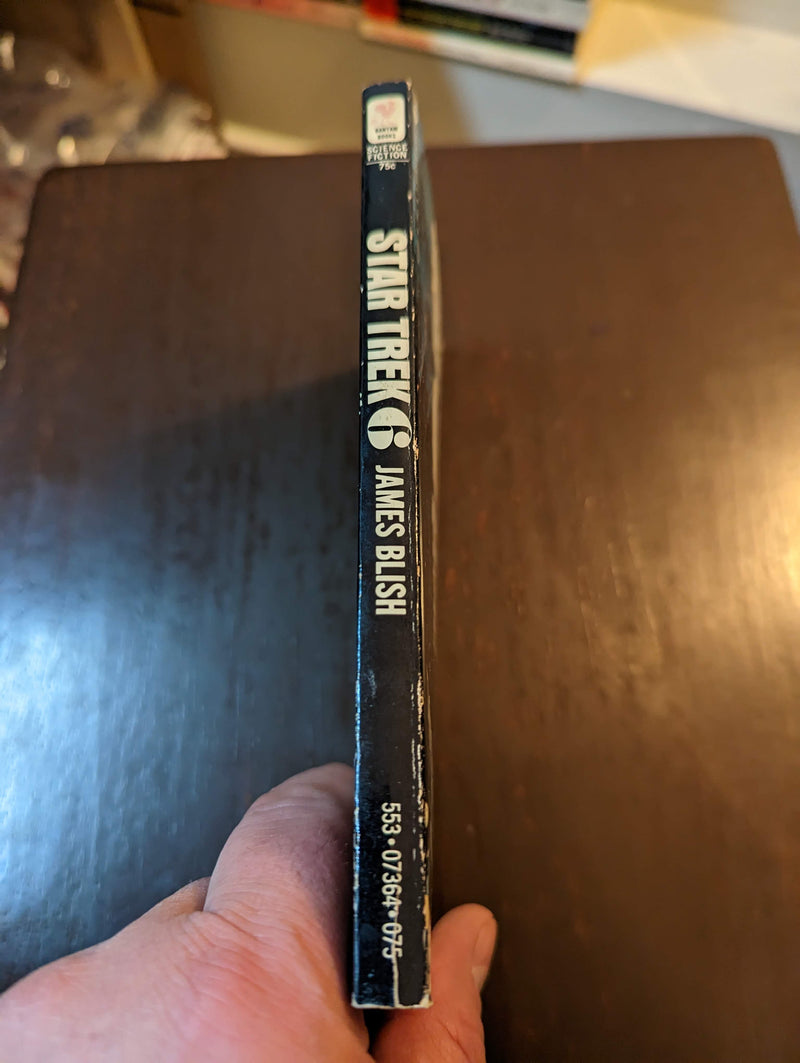 BANTAM
BOOKS
SCIENCE
FICTION
75¢
STAR TREK 6 JAMES BLISH
553•07364•075